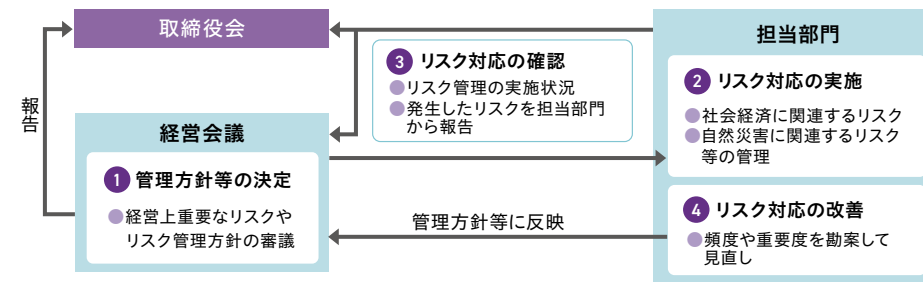 取締役会
報告
経営会議
1 管理方針等の決定
●経営上重要なリスクや
リスク管理方針の審議
3 リスク対応の確認
●リスク管理の実施状況
●発生したリスクを担当部門
から報告
管理方針等に反映
担当部門
2 リスク対応の実施
●社会経済に関連するリスク
●自然災害に関連するリスク
等の管理
4 リスク対応の改善
●頻度や重要度を勘案して
見直し